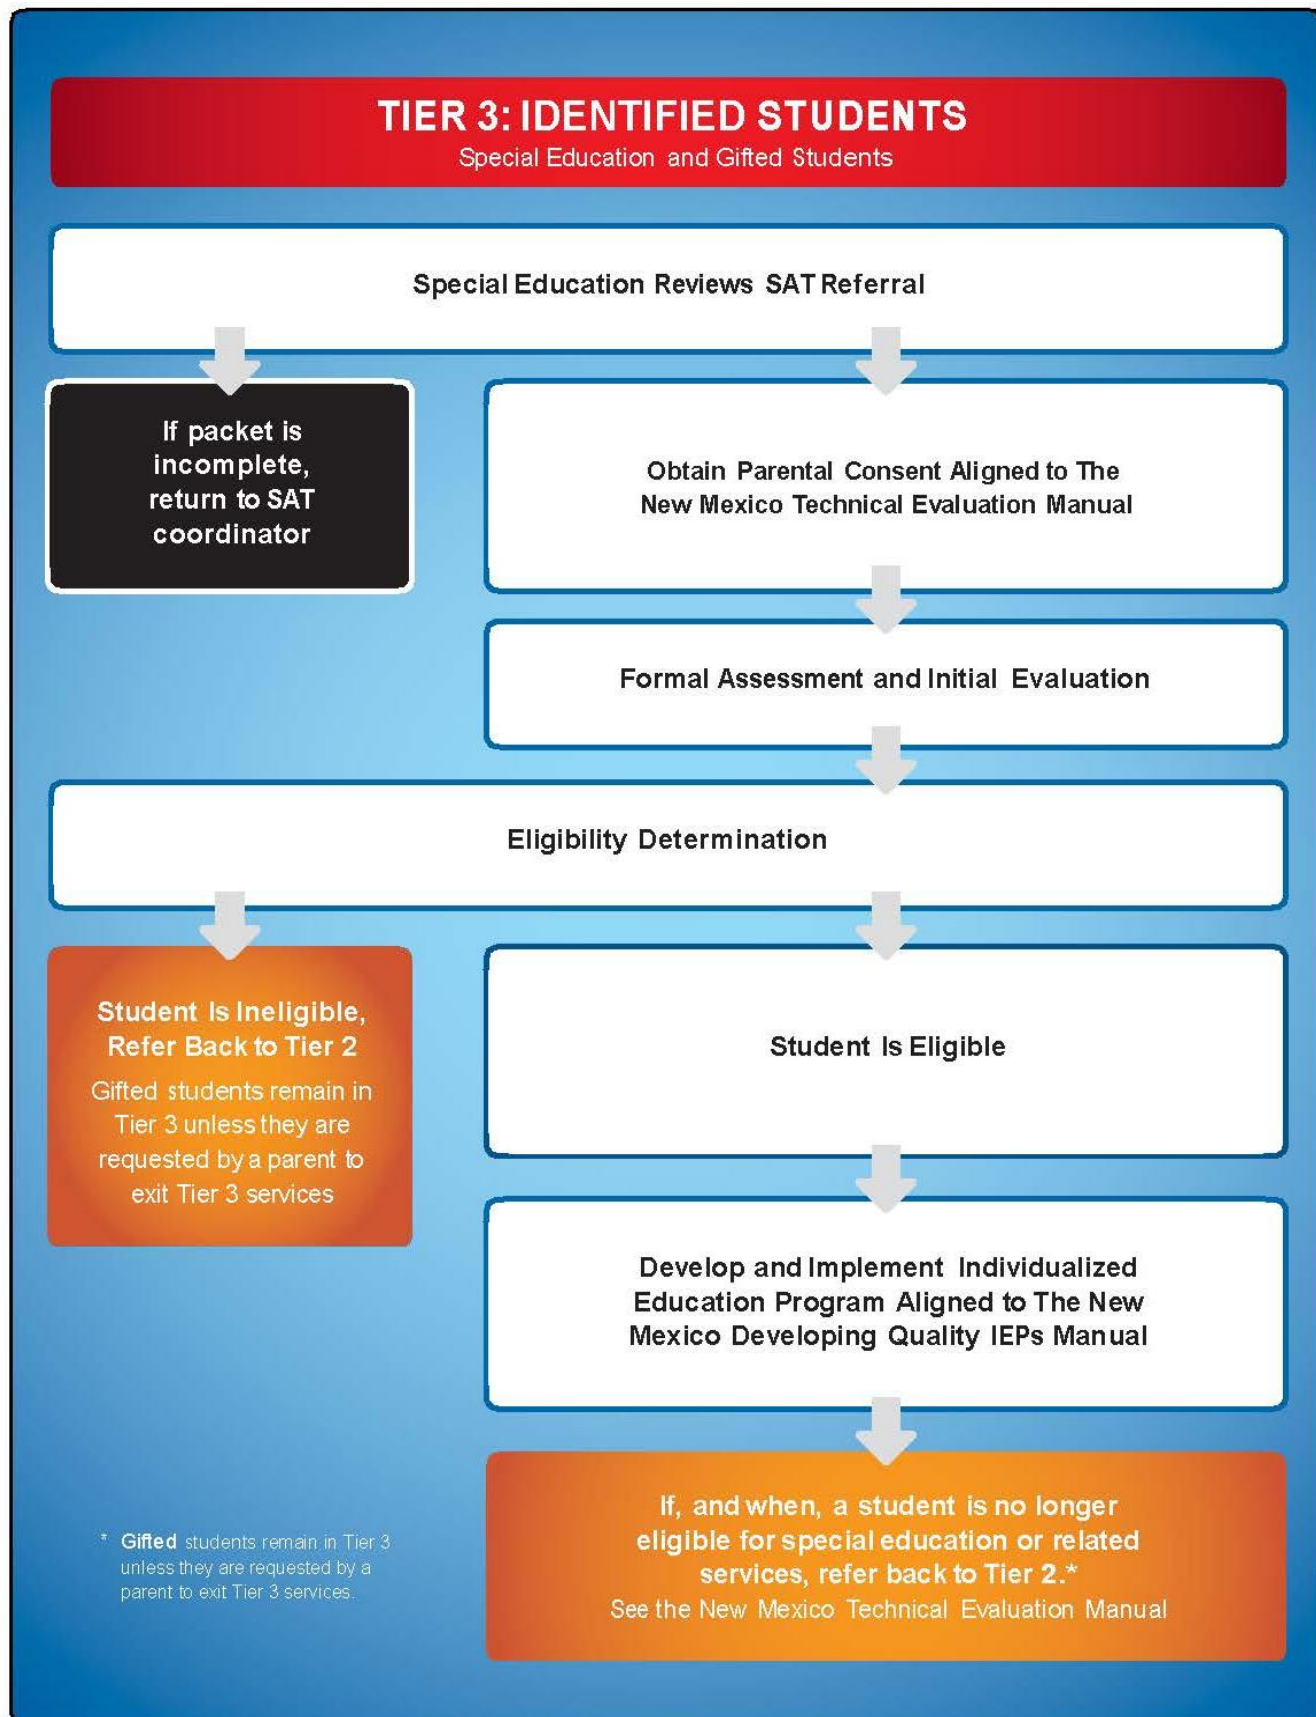 TIER 3: IDENTIFIED STUDENTS
Special Education and Gifted Students
Special Education Reviews SAT Referral
If packet is
incomplete,
return to SAT
coordinator
Obtain Parental Consent Aligned to The
New Mexico Technical Evaluation Manual
Formal Assessment and Initial Evaluation
Eligibility Determination
Student Is Ineligible,
Refer Back to Tier 2
Gifted students remain in
Tier 3 unless they are
requested by a parent to
exit Tier 3 services
Student Is Eligible
Develop and Implement Individualized
Education Program Aligned to The New
Mexico Developing Quality IEPs Manual
If, and when, a student is no longer
eligible for special education or related
services, refer back to Tier 2.*
See the New Mexico Technical Evaluation Manual
* Gifted students remain in Tier 3
unless they are requested by a
parent to exit Tier 3 services.